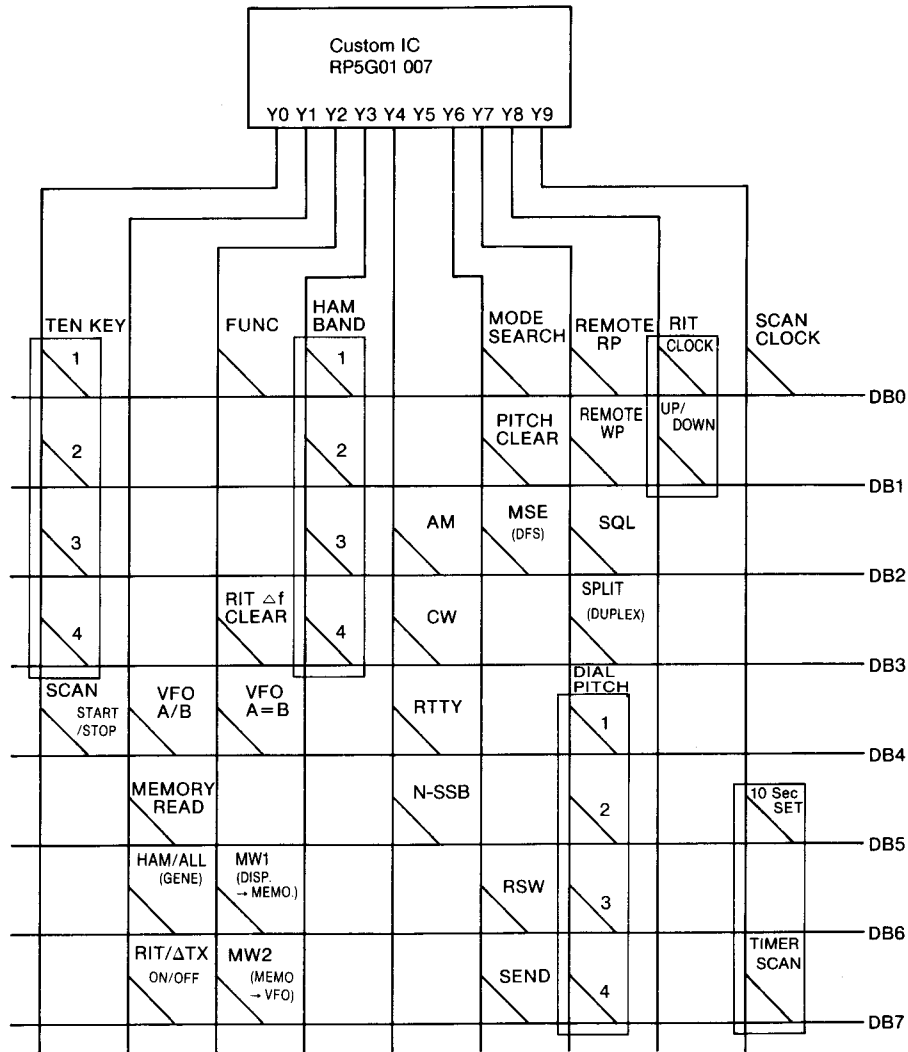 Custom IC
RP5G01 007
Y0 Y1 Y2 Y3 Y4 Y5 Y6 Y7 Y8 Y9
TEN KEY
FUNC
HAM
BAND
MODE
SEARCH
REMOTE
RP
RIT
CLOCK
SCAN
CLOCK
1
1
DB0
2
2
PITCH
CLEAR
REMOTE
WP
UP/
DOWN
DB1
3
3
AM
MSE
(DFS)
SQL
DB2
4
RIT △f
CLEAR
4
CW
SPLIT
(DUPLEX)
DB3
SCAN
START
/STOP
VFO
A/B
VFO
A=B
RTTY
DIAL
PITCH
1
DB4
MEMORY
READ
N-SSB
2
10 Sec
SET
DB5
HAM/ALL
(GENE)
MW1
(DISP.
→ MEMO.)
RSW
3
DB6
RIT/ΔTX
ON/OFF
MW2
(MEMO
→ VFO)
SEND
4
TIMER
SCAN
DB7